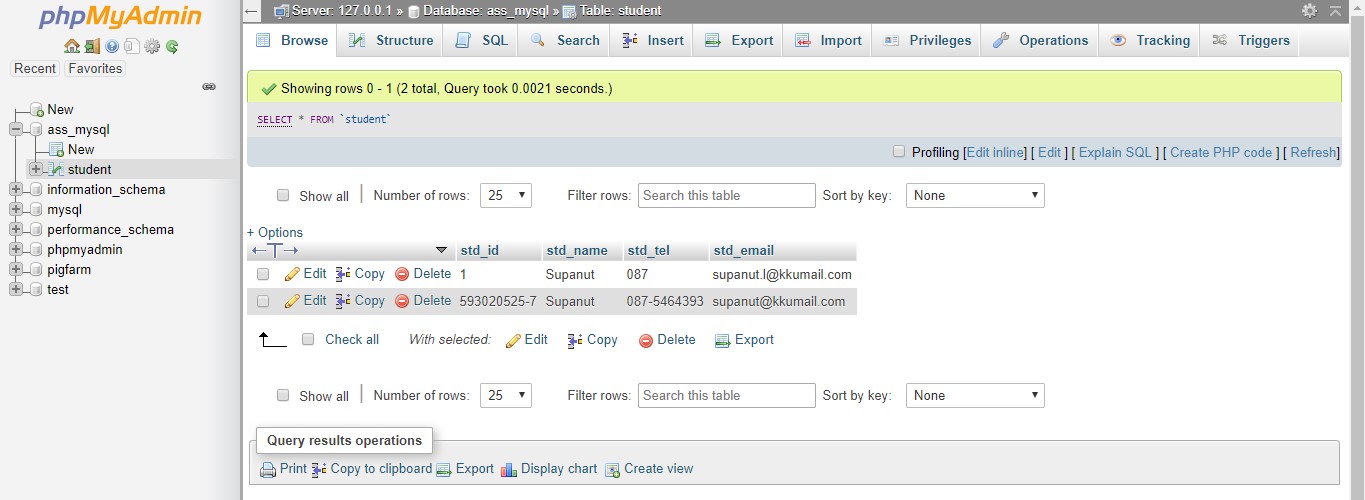 phpMyAdmin
Recent Favorites
New
ass_mysql
New
student
information_schema
mysql
performance_schema
phpmyadmin
pigfarm
test
Server: 127.0.0.1 » Database: ass_mysql » Table: student
Browse Structure SQL Search Insert Export Import Privileges Operations Tracking Triggers
Showing rows 0 - 1 (2 total, Query took 0.0021 seconds.)
SELECT * FROM `student`
Profiling [Edit inline] [ Edit ] [ Explain SQL ] [ Create PHP code ] [ Refresh]
Show all | Number of rows: 25 Filter rows: Search this table Sort by key: None
+ Options
←T→ std_id std_name std_tel std_email
Edit Copy Delete 1 Supanut 087 supanut.l@kkumail.com
Edit Copy Delete 593020525-7 Supanut 087-5464393 supanut@kkumail.com
Check all With selected: Edit Copy Delete Export
Show all | Number of rows: 25 Filter rows: Search this table Sort by key: None
Query results operations
Print Copy to clipboard Export Display chart Create view